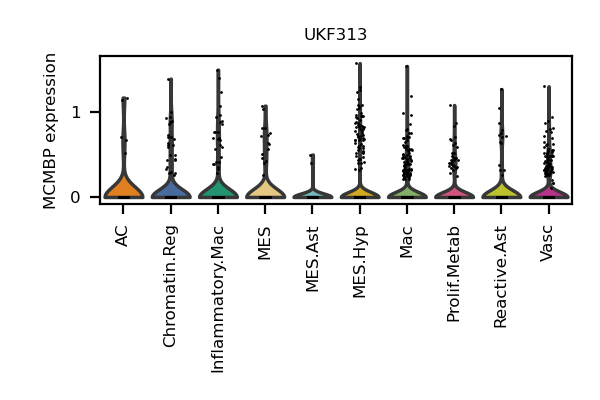 UKF313
MCMBP expression
1
0
AC
Chromatin.Reg
Inflammatory.Mac
MES
MES.Ast
MES.Hyp
Mac
Prolif.Metab
Reactive.Ast
Vasc